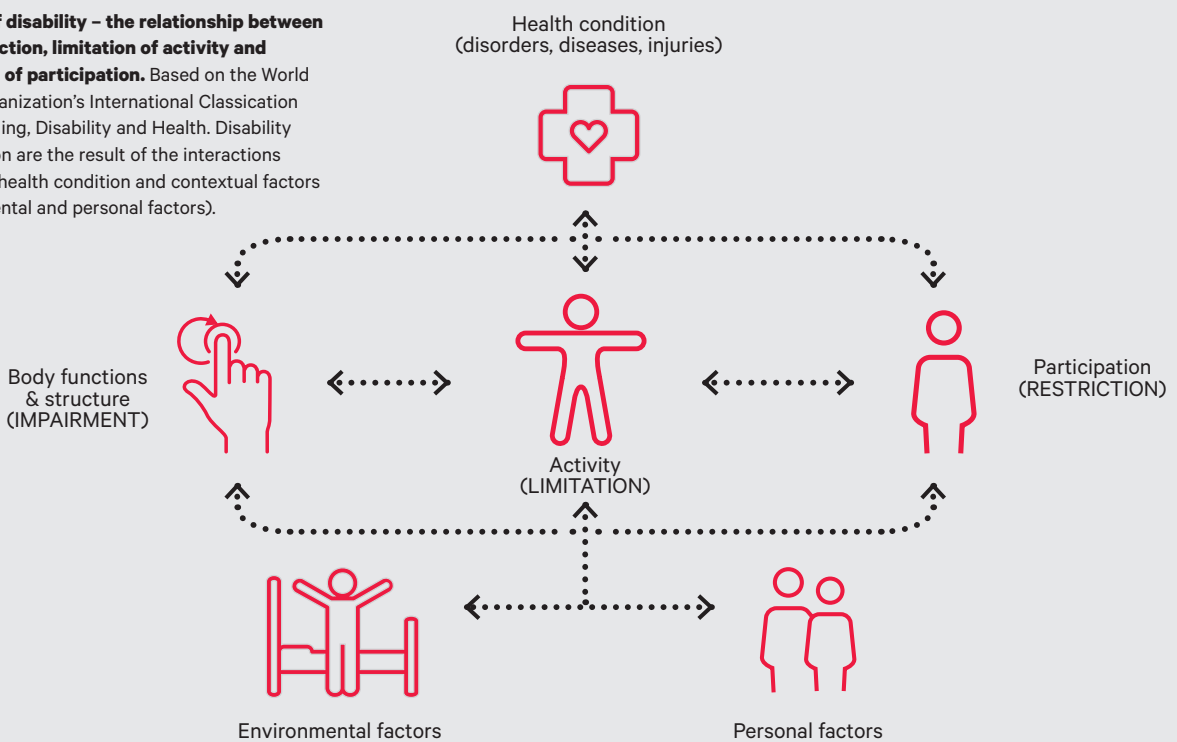 f disability – the relationship between
ction, limitation of activity and
of participation. Based on the World
anization's International Classication
ing, Disability and Health. Disability
on are the result of the interactions
health condition and contextual factors
ental and personal factors).
Health condition
(disorders, diseases, injuries)
Body functions
& structure
(IMPAIRMENT)
Activity
(LIMITATION)
Participation
(RESTRICTION)
Environmental factors
Personal factors